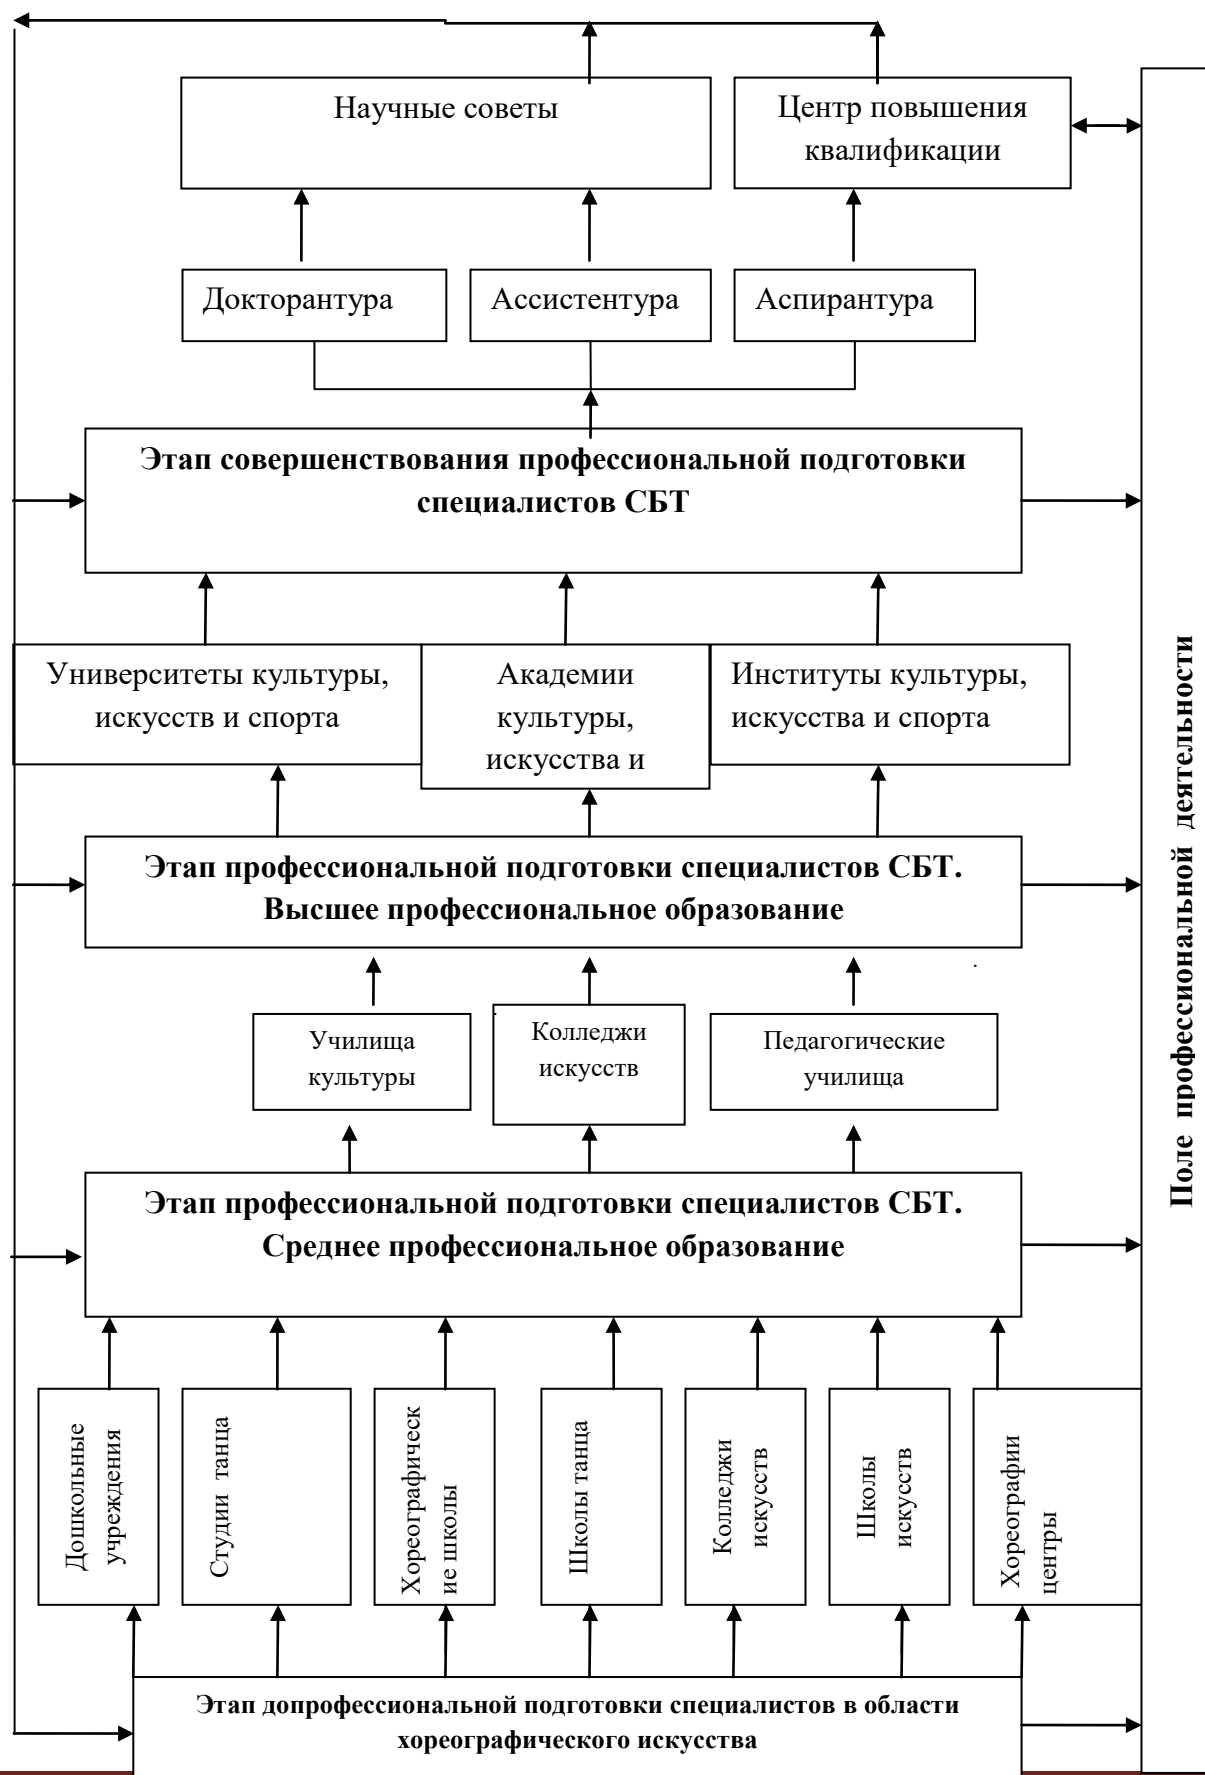 Научные советы
Центр повышения
квалификации
Докторантура
Ассистентура
Аспирантура
Этап совершенствования профессиональной подготовки
специалистов СБТ
Университеты культуры,
искусств и спорта
Академии
культуры,
искусства и
Институты культуры,
искусства и спорта
Этап профессиональной подготовки специалистов СБТ.
Высшее профессиональное образование
Училища
культуры
Колледжи
искусств
Педагогические
училища
Этап профессиональной подготовки специалистов СБТ.
Среднее профессиональное образование
Дошкольные
учреждения
Студии танца
Хореографическ
ие школы
Школы танца
Колледжи
искусств
Школы
искусств
Хореографии
центры
Этап допрофессиональной подготовки специалистов в области
хореографического искусства
Поле профессиональной деятельности